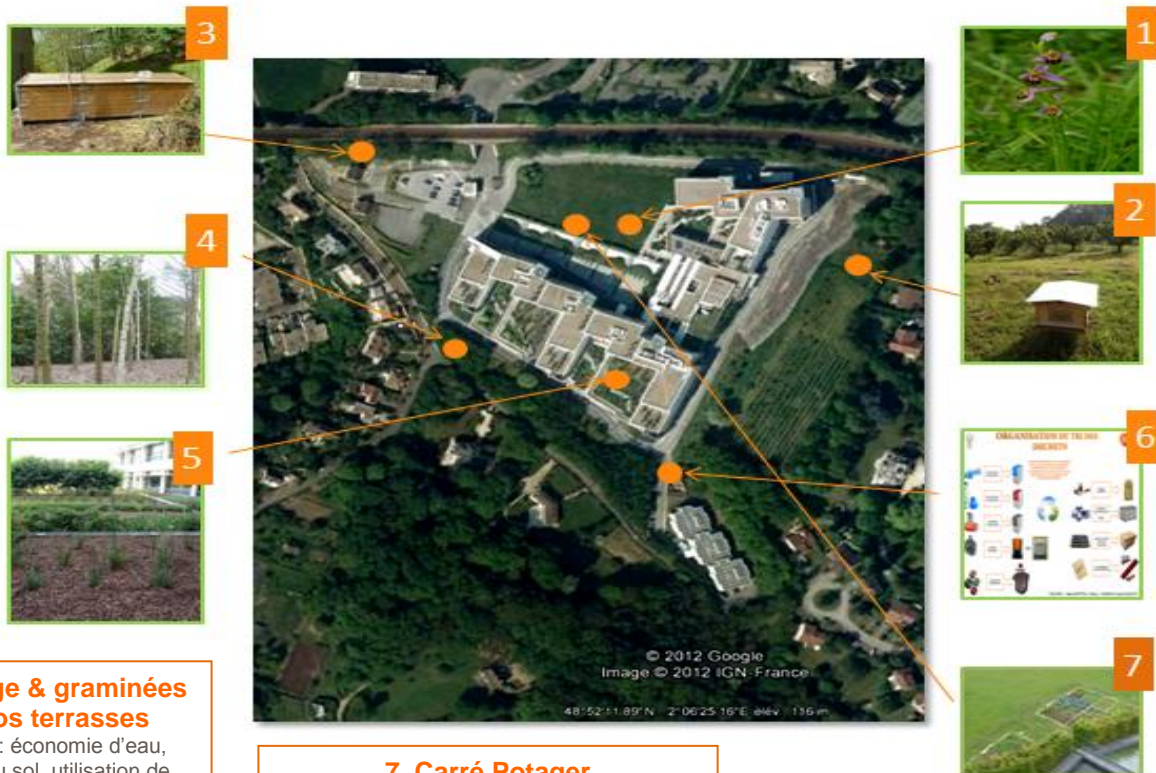 3
1
4
2
5
6
ORGANISATION DU TRI DES
DECHETS
7
© 2012 Google
Image © 2012 IGN-France
48°52'11.89"N 2°06'25.16"E élév. 116 m
ge & graminées
os terrasses
: économie d'eau,
u sol, utilisation de
7. Carré Potager